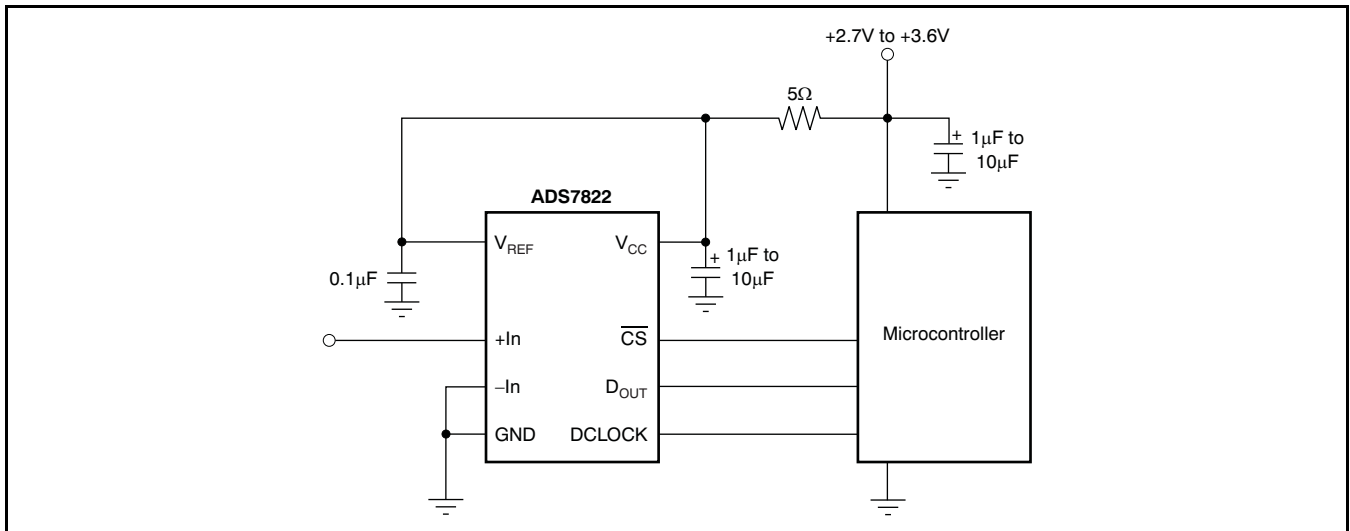 +2.7V to +3.6V
5Ω
+ 1μF to
10μF
ADS7822
VREF
VCC
+ 1μF to
10μF
0.1μF
+In
CS
Microcontroller
–In
DOUT
GND
DCLOCK